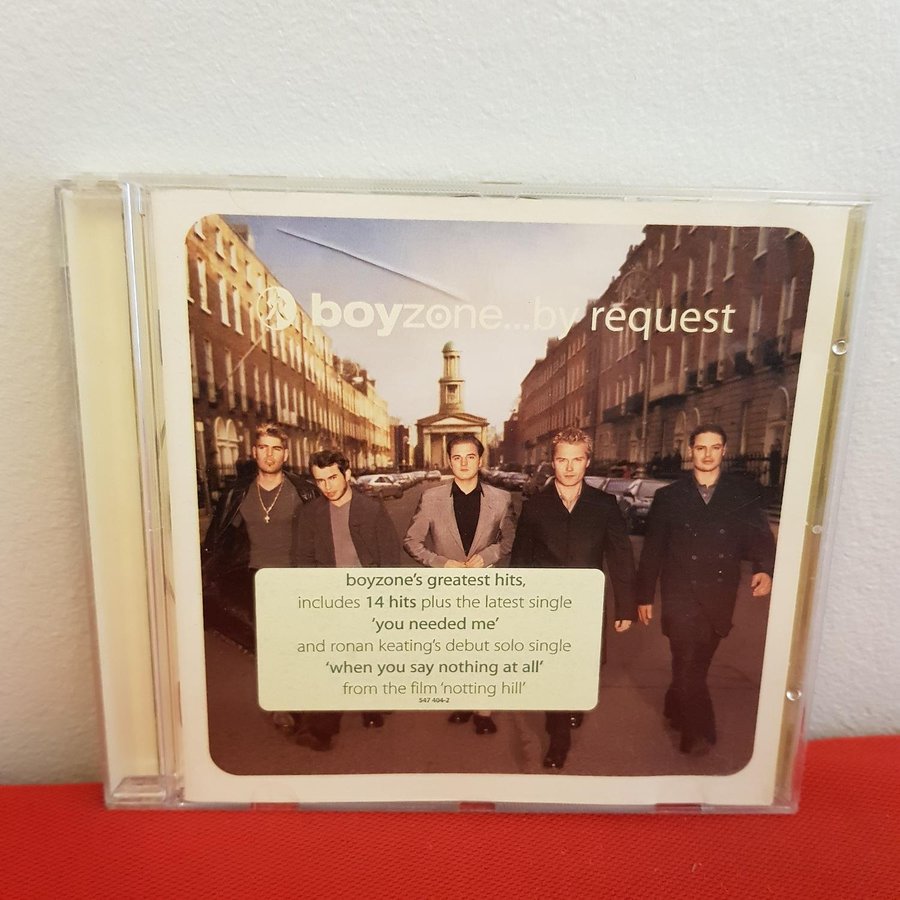 boyzone...by request
boyzone's greatest hits,
includes 14 hits plus the latest single
'you needed me'
and ronan keating's debut solo single
'when you say nothing at all'
from the film 'notting hill'
547 404-2